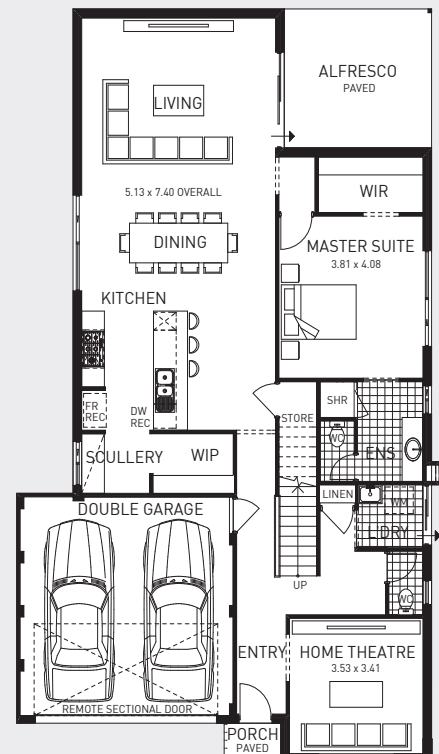 ALFRESCO
PAVED
LIVING
5.13 x 7.40 OVERALL
WIR
DINING
MASTER SUITE
3.81 x 4.08
KITCHEN
FR
REC
DW
REC
STORE
SHR
WC
ENS
SCULLERY
WIP
LINEN
WM
L'DRY
DOUBLE GARAGE
UP
WC
ENTRY
HOME THEATRE
3.53 x 3.41
REMOTE SECTIONAL DOOR
PORCH
PAVED